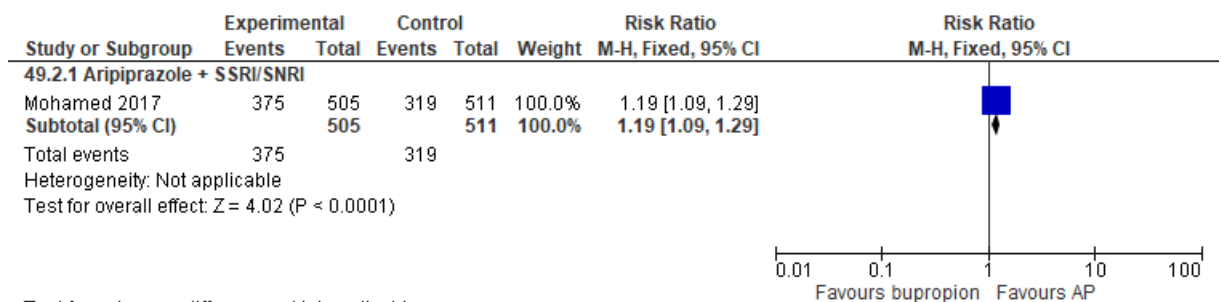 Experimental Control Risk Ratio Risk Ratio
Study or Subgroup Events Total Events Total Weight M-H, Fixed, 95% CI M-H, Fixed, 95% CI
49.2.1 Aripiprazole + SSRI/SNRI
Mohamed 2017 375 505 319 511 100.0% 1.19 [1.09, 1.29]
Subtotal (95% CI) 505 511 100.0% 1.19 [1.09, 1.29]
Total events 375 319
Heterogeneity: Not applicable
Test for overall effect: Z = 4.02 (P < 0.0001)
0.01 0.1 1 10 100
Favours bupropion Favours AP